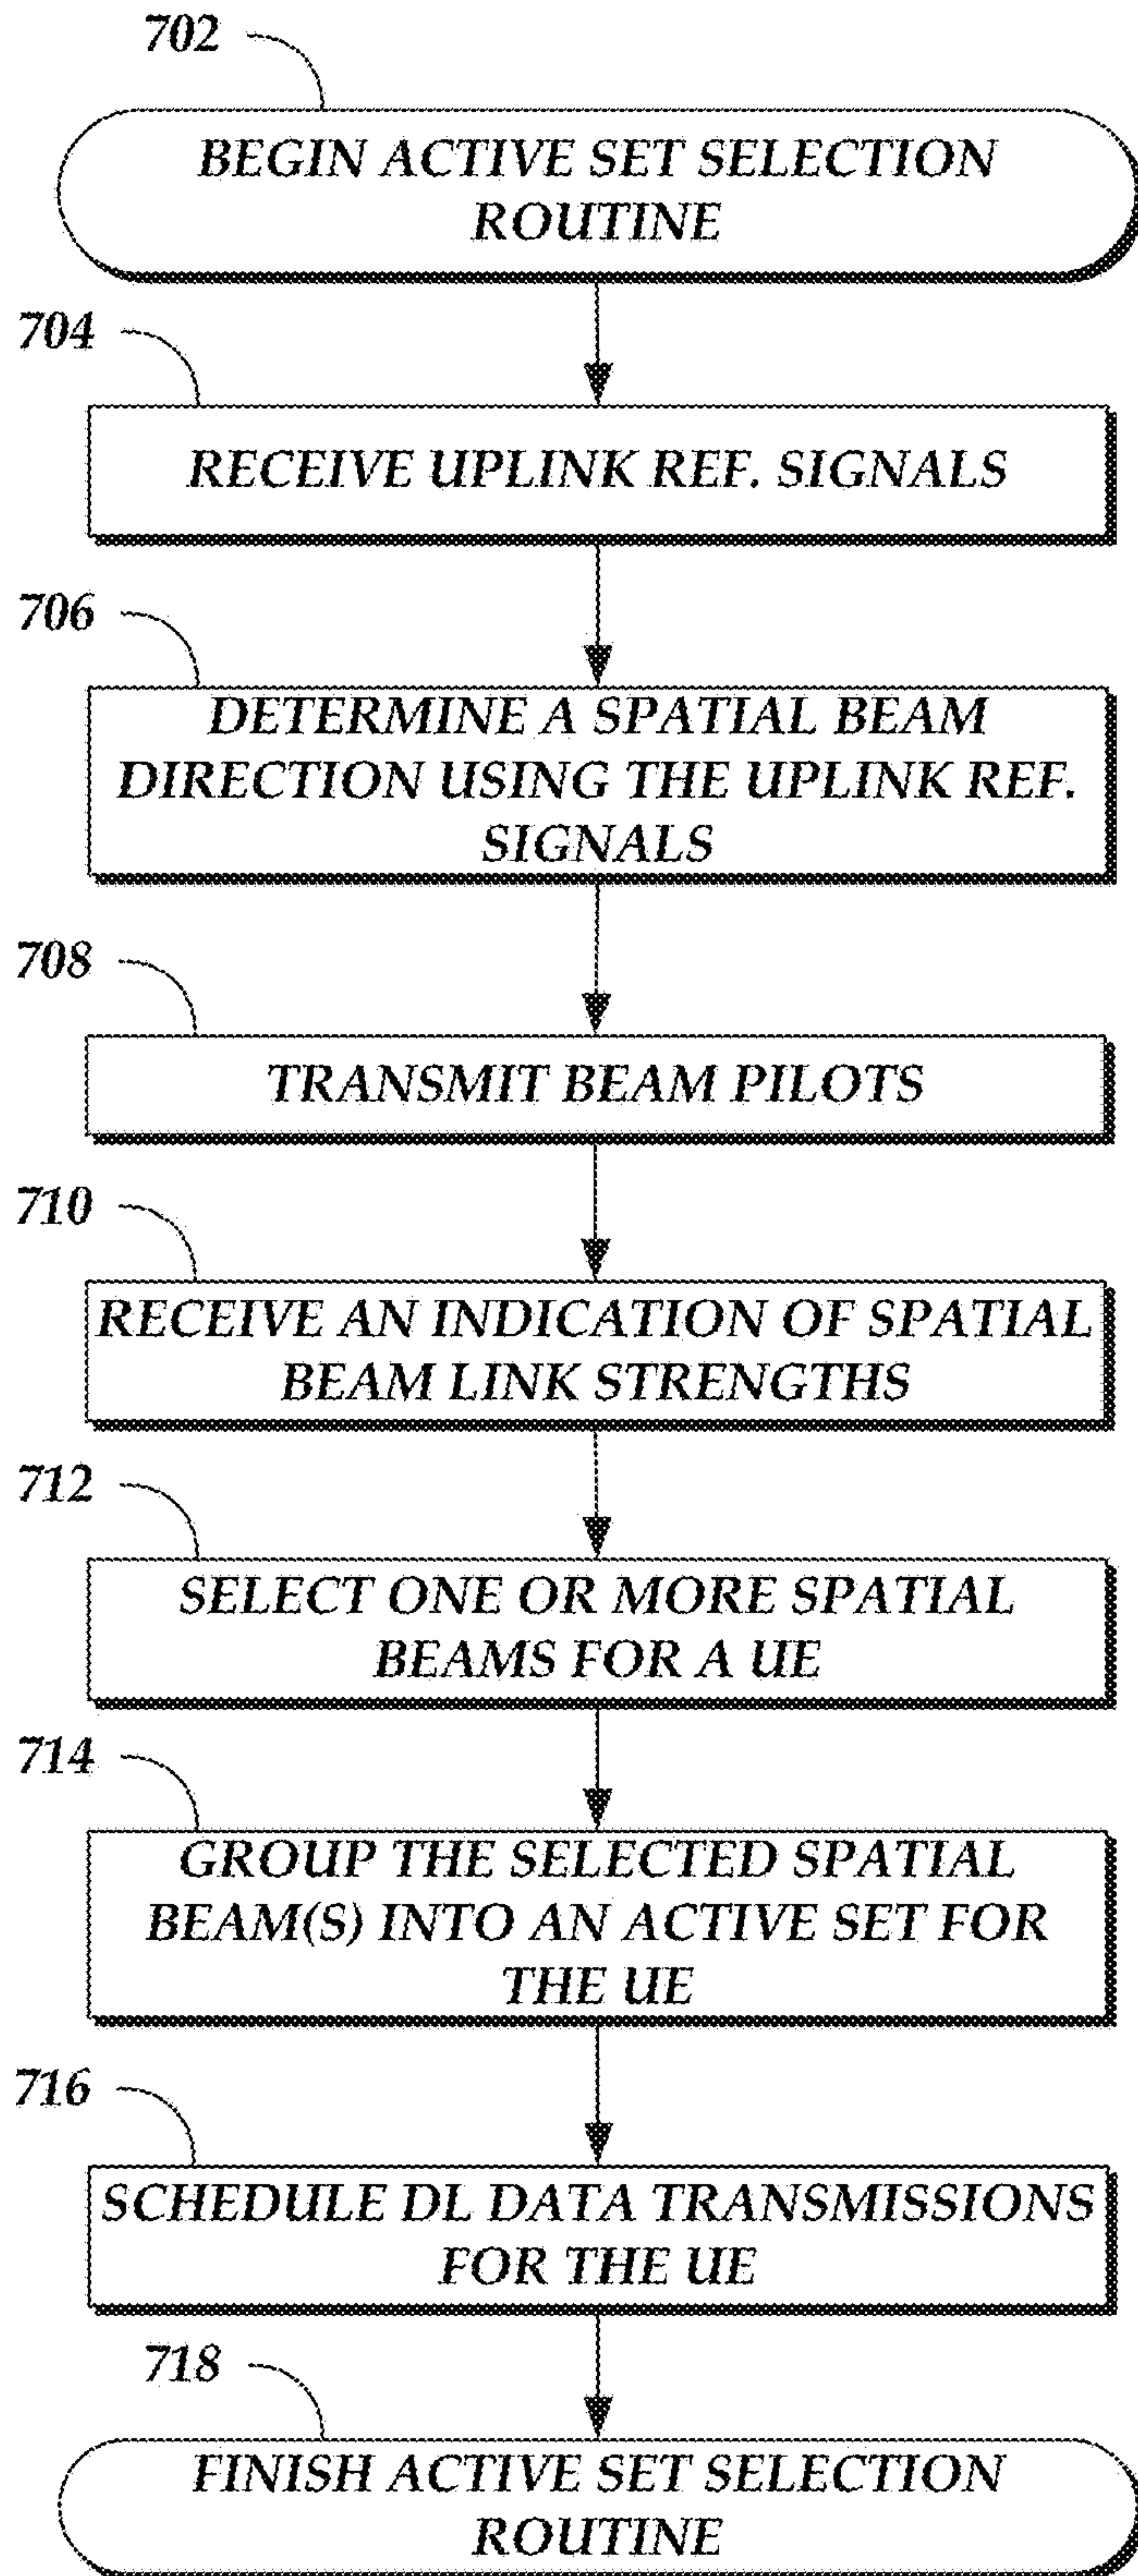 702
BEGIN ACTIVE SET SELECTION
ROUTINE
704
RECEIVE UPLINK REF. SIGNALS
706
DETERMINE A SPATIAL BEAM
DIRECTION USING THE UPLINK REF.
SIGNALS
708
TRANSMIT BEAM PILOTS
710
RECEIVE AN INDICATION OF SPATIAL
BEAM LINK STRENGTHS
712
SELECT ONE OR MORE SPATIAL
BEAMS FOR A UE
714
GROUP THE SELECTED SPATIAL
BEAM(S) INTO AN ACTIVE SET FOR
THE UE
716
SCHEDULE DL DATA TRANSMISSIONS
FOR THE UE
718
FINISH ACTIVE SET SELECTION
ROUTINE